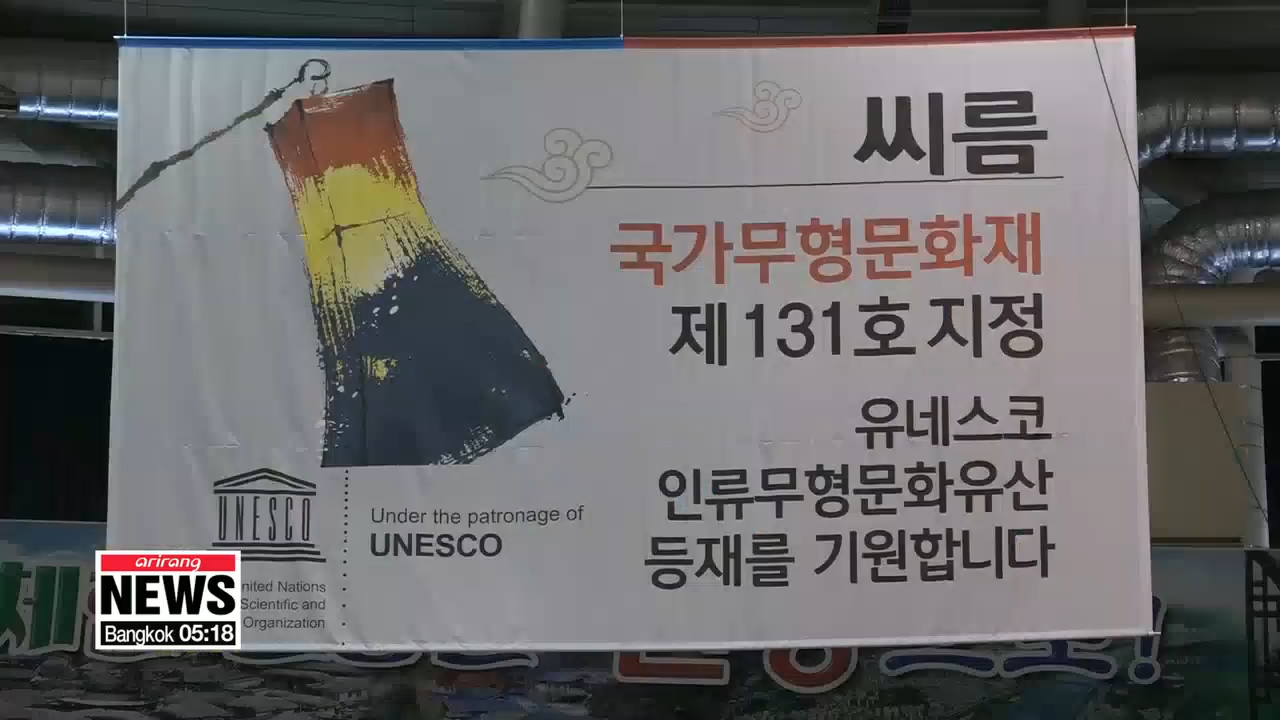 씨름
국가무형문화재
제131호 지정
유네스코
인류무형문화유산
등재를 기원합니다
UNESCO
Under the patronage of
UNESCO
nited Nations
Scientific and
Organization
arirang
NEWS
Bangkok 05:18